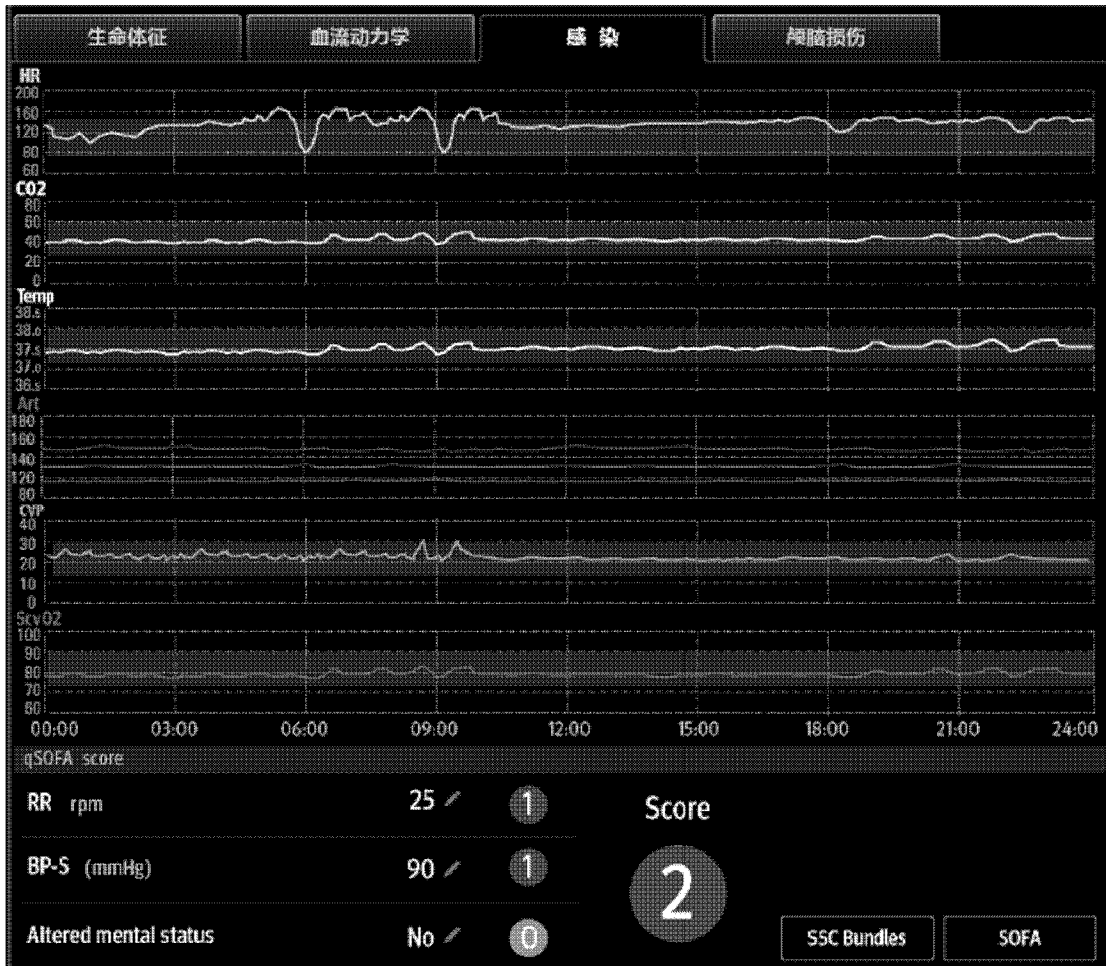 生命体征 血流动力学 感 染 颅脑损伤
HR
200
160
120
80
60
CO2
80
60
40
20
0
Temp
38.5
38.0
37.5
37.0
36.5
Art
180
160
140
120
80
CVP
40
30
20
10
0
ScvO2
100
90
80
70
60
00:00 03:00 06:00 09:00 12:00 15:00 18:00 21:00 24:00
qSOFA score
RR rpm 25 1
Score
BP-S (mmHg) 90 1
2
Altered mental status No 0
SSC Bundles SOFA